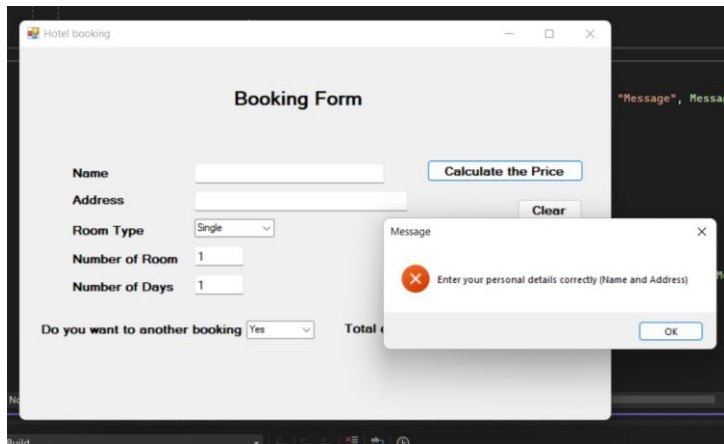 Hotel booking
Booking Form
"Message", Messa
Name
Calculate the Price
Address
Clear
Room Type Single
Message
Number of Room 1
Enter your personal details correctly (Name and Address)
Number of Days 1
OK
Do you want to another booking Yes Total
No
Build